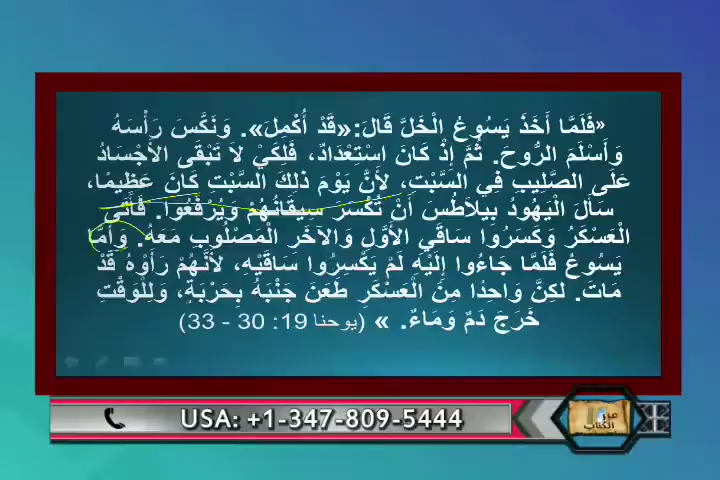 «فَلَمَّا أَخَذَ يَسُوعُ الْخَلَّ قَالَ:«قَدْ أُكْمِلَ». وَنَكَّسَ رَأْسَهُ
وَأَسْلَمَ الرُّوحَ. ثُمَّ إِذْ كَانَ اسْتِعْدَادٌ، فَلِكَيْ لاَ تَبْقَى الأَجْسَادُ
عَلَى الصَّلِيبِ فِي السَّبْتِ، لأَنَّ يَوْمَ ذلِكَ السَّبْتِ كَانَ عَظِيمًا،
سَأَلَ الْيَهُودُ بِيلاَطُسَ أَنْ تُكْسَرَ سِيقَانُهُمْ وَيُرْفَعُوا. فَأَتَى
الْعَسْكَرُ وَكَسَرُوا سَاقَيِ الأَوَّلِ وَالآخَرِ الْمَصْلُوبِ مَعَهُ. وَأَمَّا
يَسُوعُ فَلَمَّا جَاءُوا إِلَيْهِ لَمْ يَكْسِرُوا سَاقَيْهِ، لأَنَّهُمْ رَأَوْهُ قَدْ
مَاتَ. لكِنَّ وَاحِدًا مِنَ الْعَسْكَرِ طَعَنَ جَنْبَهُ بِحَرْبَةٍ، وَلِلْوَقْتِ
خَرَجَ دَمٌ وَمَاءٌ. » (يوحنا 19: 30 - 33)
USA: +1-347-809-5444
الكتاب